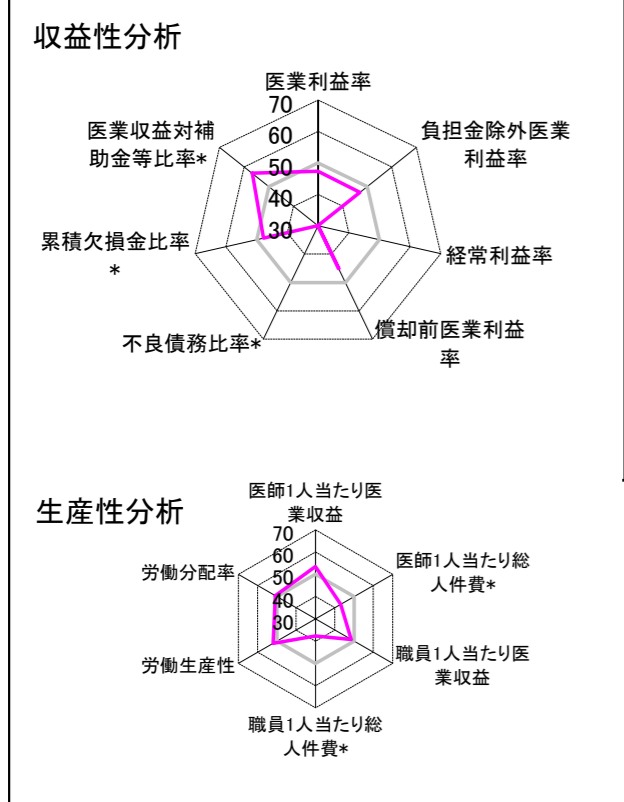 収益性分析
医業利益率
70
60
50
40
30
負担金除外医業
利益率
経常利益率
償却前医業利益
率
不良債務比率*
累積欠損金比率
*
医業収益対補
助金等比率*
生産性分析
医師1人当たり医
業収益
70
60
50
40
30
医師1人当たり総
人件費*
職員1人当たり医
業収益
職員1人当たり総
人件費*
労働生産性
労働分配率